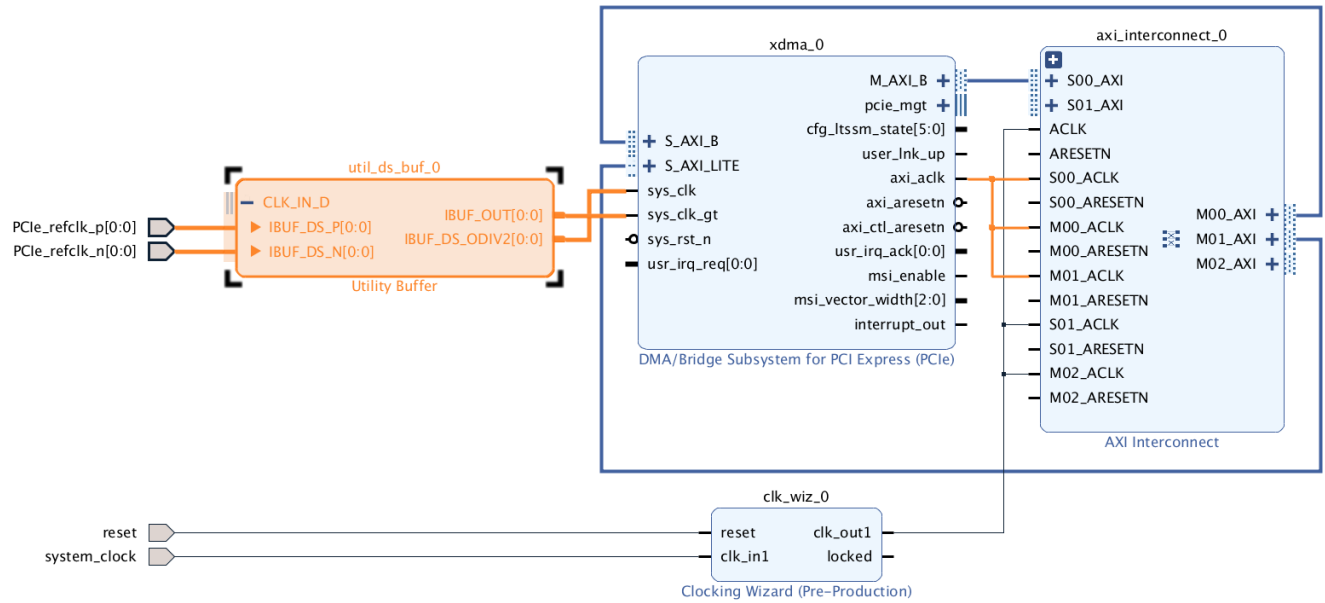 xdma_0
M_AXI_B
pcie_mgt
cfg_ltssm_state[5:0]
user_lnk_up
axi_aclk
axi_aresetn
axi_ctl_aresetn
usr_irq_ack[0:0]
msi_enable
msi_vector_width[2:0]
interrupt_out
S_AXI_B
S_AXI_LITE
sys_clk
sys_clk_gt
sys_rst_n
usr_irq_req[0:0]
DMA/Bridge Subsystem for PCI Express (PCIe)
axi_interconnect_0
S00_AXI
S01_AXI
ACLK
ARESETN
S00_ACLK
S00_ARESETN
M00_ACLK
M00_ARESETN
M01_ACLK
M01_ARESETN
S01_ACLK
S01_ARESETN
M02_ACLK
M02_ARESETN
M00_AXI
M01_AXI
M02_AXI
AXI Interconnect
util_ds_buf_0
CLK_IN_D
IBUF_DS_P[0:0]
IBUF_DS_N[0:0]
IBUF_OUT[0:0]
IBUF_DS_ODIV2[0:0]
Utility Buffer
PCIe_refclk_p[0:0]
PCIe_refclk_n[0:0]
clk_wiz_0
reset
clk_in1
clk_out1
locked
Clocking Wizard (Pre-Production)
reset
system_clock